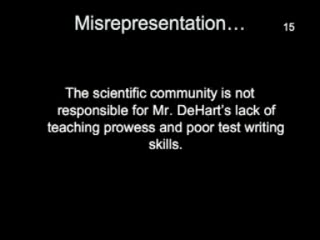 Misrepresentation… 15
The scientific community is not
responsible for Mr. DeHart's lack of
teaching prowess and poor test writing
skills.